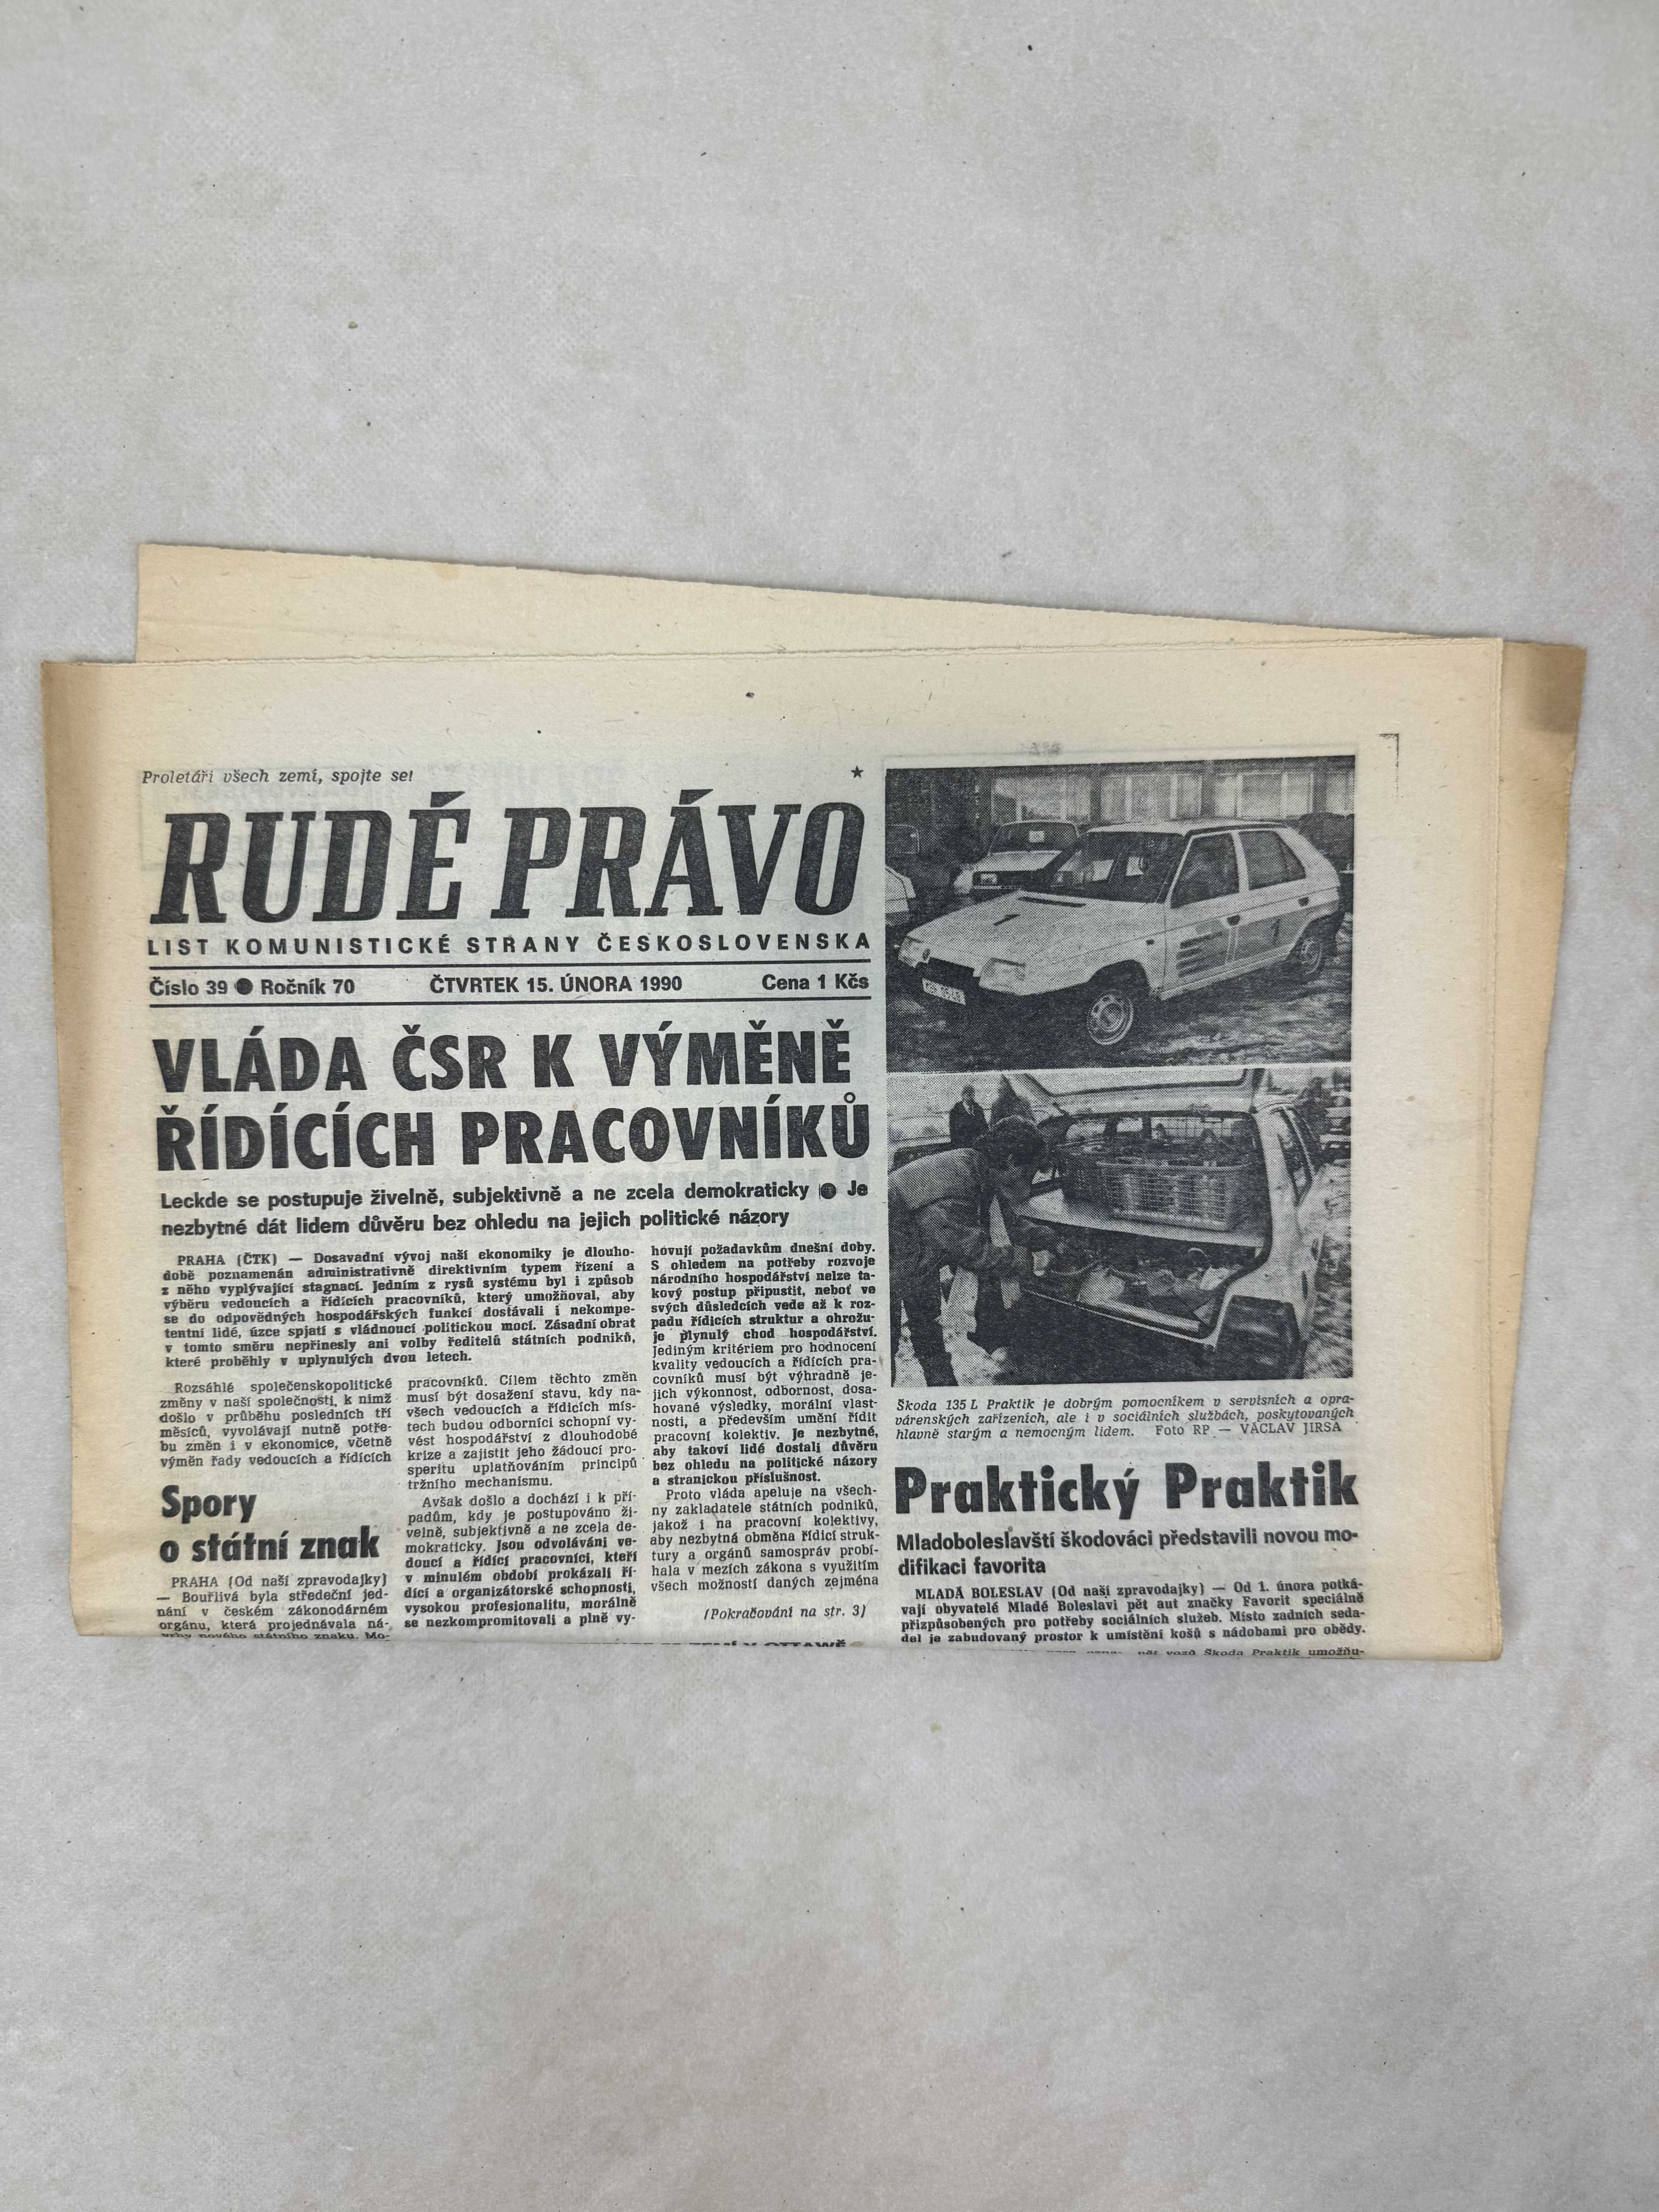 Proletáři všech zemí, spojte se!
★
RUDÉ PRÁVO
LIST KOMUNISTICKÉ STRANY ČESKOSLOVENSKA
Číslo 39 ● Ročník 70 ČTVRTEK 15. ÚNORA 1990 Cena 1 Kčs
VLÁDA ČSR K VÝMĚNĚ
ŘÍDÍCÍCH PRACOVNÍKŮ
Leckde se postupuje živelně, subjektivně a ne zcela demokraticky ● Je
nezbytné dát lidem důvěru bez ohledu na jejich politické názory
PRAHA (ČTK) — Dosavadní vývoj naší ekonomiky je dlouho-
době poznamenán administrativně direktivním typem řízení a
z něho vyplývající stagnací. Jedním z rysů systému byl i způsob
výběru vedoucích a řídících pracovníků, který umožňoval, aby
se do odpovědných hospodářských funkcí dostávali i nekompe-
tentní lidé, úzce spjatí s vládnoucí politickou mocí. Zásadní obrat
v tomto směru nepřinesly ani volby ředitelů státních podniků,
které proběhly v uplynulých dvou letech.
Rozsáhlé společenskopolitické
změny v naší společnosti, k nimž
došlo v průběhu posledních tří
měsíců, vyvolávají nutně potře-
bu změn i v ekonomice, včetně
výměn řady vedoucích a řídících
pracovníků. Cílem těchto změn
musí být dosažení stavu, kdy na-
všech vedoucích a řídících mís-
tech budou odborníci schopní vy-
vést hospodářství z dlouhodobé
krize a zajistit jeho žádoucí pro-
speritu uplatňováním principů
tržního mechanismu.
Avšak došlo a dochází i k pří-
padům, kdy je postupováno ži-
velně, subjektivně a ne zcela de-
mokraticky. Jsou odvoláváni ve-
doucí a řídící pracovníci, kteří
v minulém období prokázali ří-
dící a organizátorské schopnosti,
vysokou profesionalitu, morálně
se nezkompromitovali a plně vy-
hovují požadavkům dnešní doby.
S ohledem na potřeby rozvoje
národního hospodářství nelze ta-
kový postup připustit, neboť ve
svých důsledcích vede až k roz-
padu řídících struktur a ohrožu-
je plynulý chod hospodářství.
Jediným kritériem pro hodnocení
kvality vedoucích a řídících pra-
covníků musí být výhradně je-
jich výkonnost, odbornost, dosa-
hované výsledky, morální vlast-
nosti, a především umění řídit
pracovní kolektiv. Je nezbytné,
aby takoví lidé dostali důvěru
bez ohledu na politické názory
a stranickou příslušnost.
Proto vláda apeluje na všech-
ny zakladatele státních podniků,
jakož i na pracovní kolektivy,
aby nezbytná obměna řídící struk-
tury a orgánů samospráv probí-
hala v mezích zákona s využitím
všech možností daných zejména
(Pokračování na str. 3)
Spory
o státní znak
PRAHA (Od naší zpravodajky)
— Bouřlivá byla středeční jed-
nání v českém zákonodárném
orgánu, která projednávala ná-
vrhy nového státního znaku. Mo-
ZEMÍ V OTTAWĚ
Škoda 135 L Praktik je dobrým pomocníkem v servisních a opra-
várenských zařízeních, ale i v sociálních službách, poskytovaných
hlavně starým a nemocným lidem. Foto RP — VÁCLAV JIRSA
Praktický Praktik
Mladoboleslavští škodováci představili novou mo-
difikaci favorita
MLADÁ BOLESLAV (Od naší zpravodajky) — Od 1. února potká-
vají obyvatelé Mladé Boleslavi pět aut značky Favorit speciálně
přizpůsobených pro potřeby sociálních služeb. Místo zadních seda-
del je zabudovaný prostor k umístění košů s nádobami pro obědy.
pět vozů Škoda Praktik umožňu-